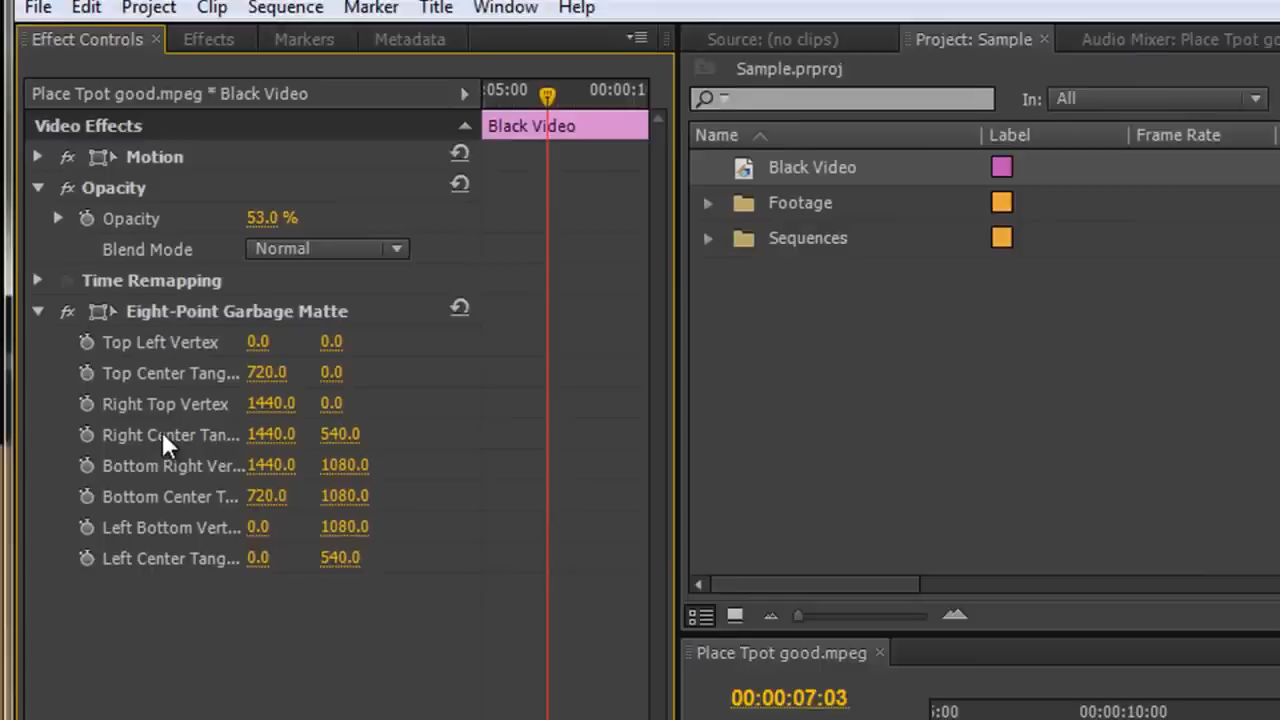 File Edit Project Clip Sequence Marker Title Window Help
Effect Controls × Effects Markers Metadata
Source: (no clips) Project: Sample × Audio Mixer: Place Tpot go
Sample.prproj
In: All
Place Tpot good.mpeg * Black Video
:05:00 00:00:1
Video Effects
Black Video
Name Label Frame Rate
Motion
Black Video
fx Opacity
Footage
Opacity 53.0 %
Sequences
Blend Mode Normal
Time Remapping
fx Eight-Point Garbage Matte
Top Left Vertex 0.0 0.0
Top Center Tang... 720.0 0.0
Right Top Vertex 1440.0 0.0
Right Center Tan... 1440.0 540.0
Bottom Right Ver... 1440.0 1080.0
Bottom Center T... 720.0 1080.0
Left Bottom Vert... 0.0 1080.0
Left Center Tang... 0.0 540.0
Place Tpot good.mpeg ×
00:00:07:03
5:00 00:00:10:00